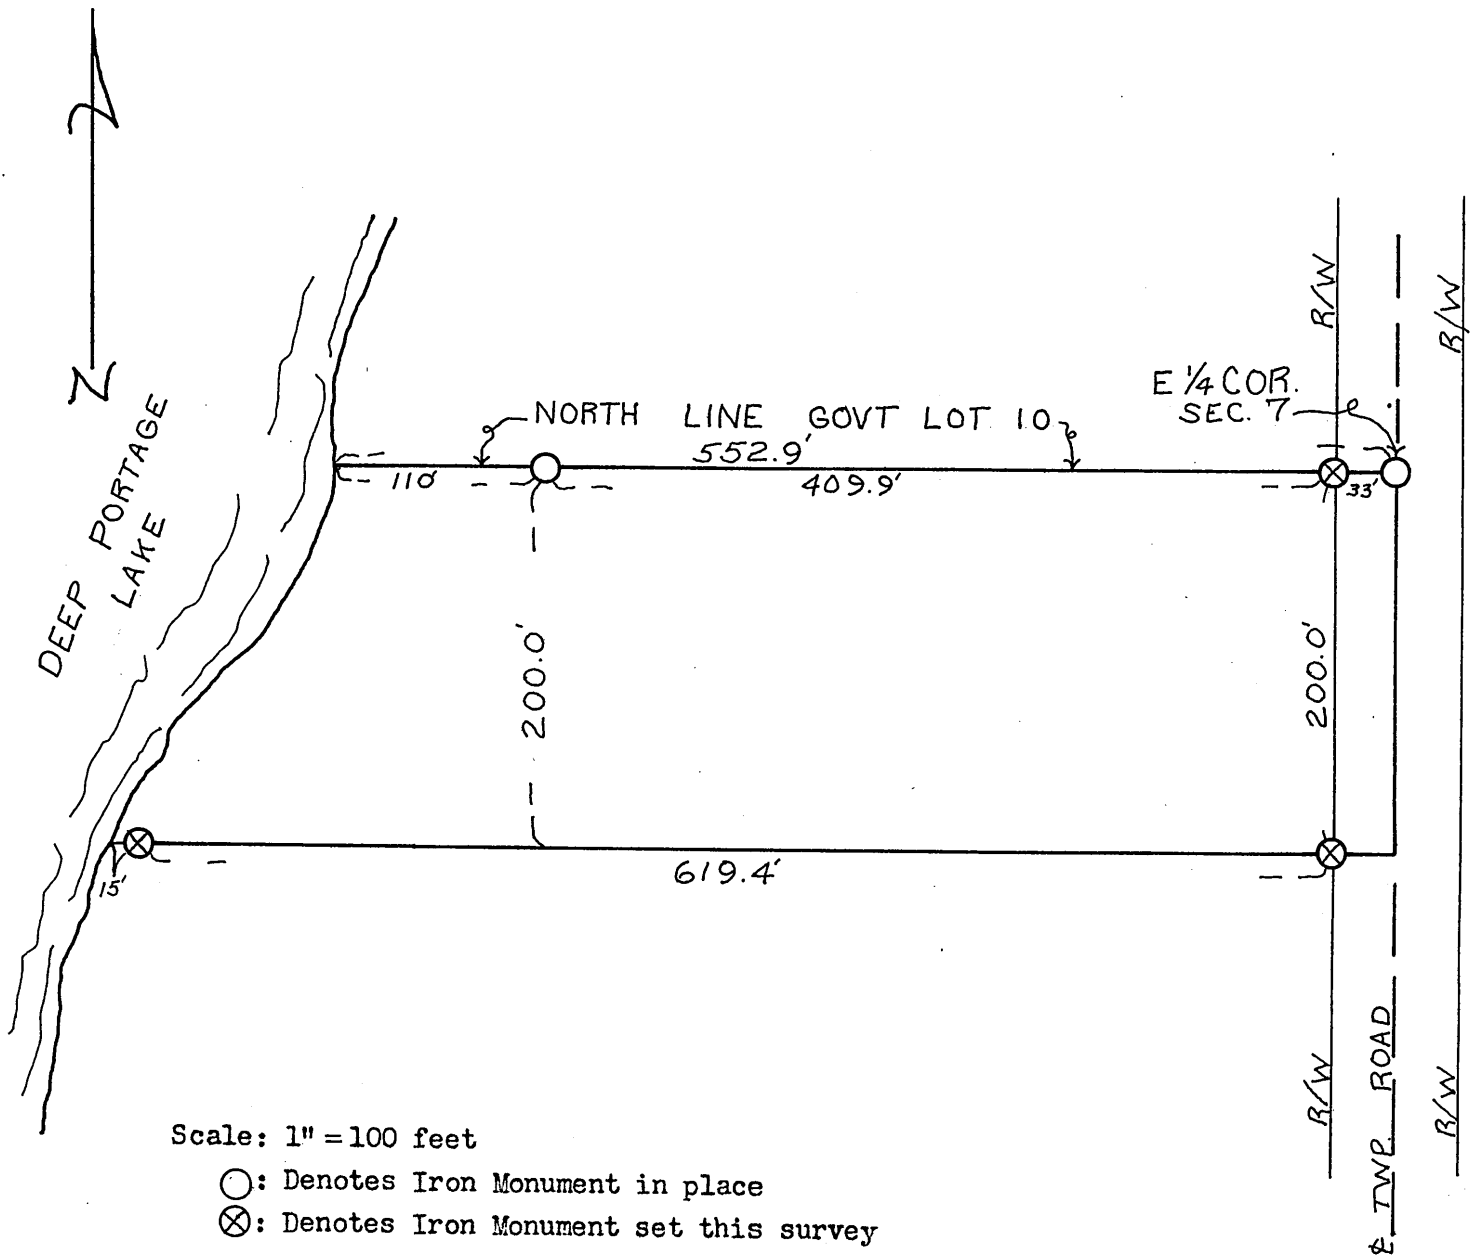 N
R/W
R/W
E 1/4 COR.
SEC. 7
NORTH LINE GOVT LOT 10
552.9'
110'
409.9'
33'
DEEP PORTAGE
LAKE
200.0'
200.0'
619.4'
15'
R/W
℄ TWP. ROAD
R/W
Scale: 1" = 100 feet
: Denotes Iron Monument in place
: Denotes Iron Monument set this survey